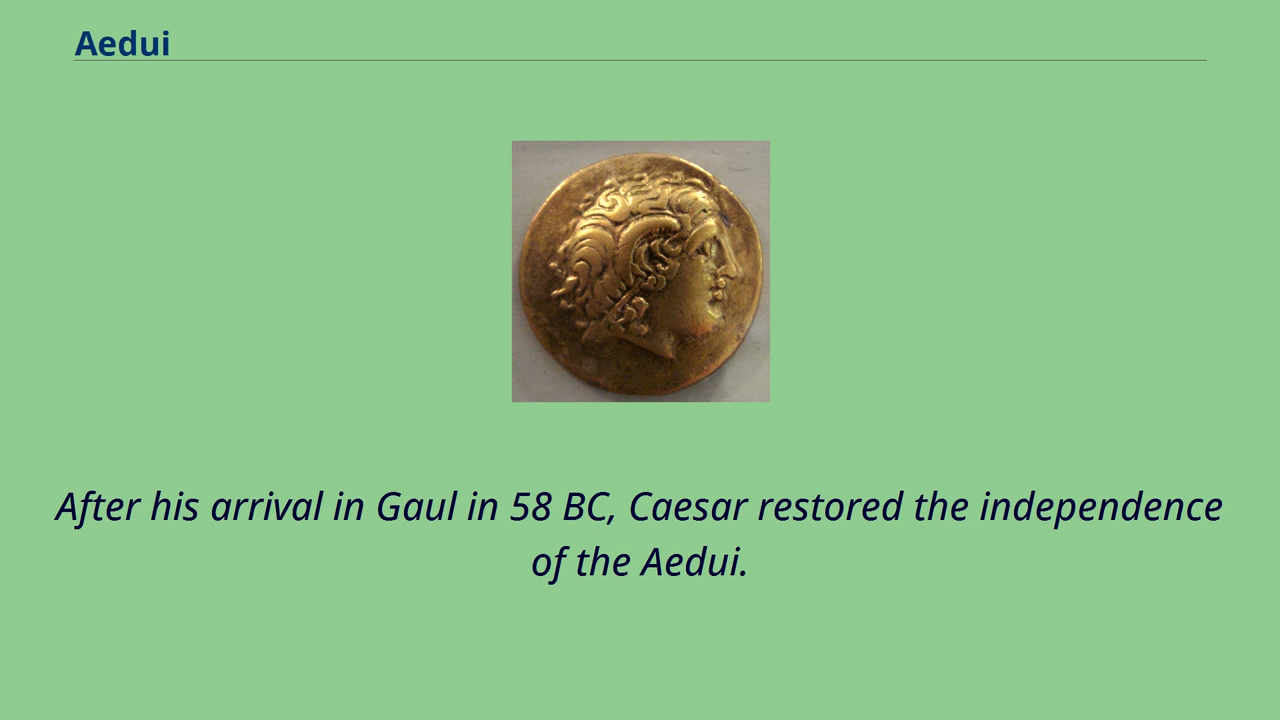 Aedui
After his arrival in Gaul in 58 BC, Caesar restored the independence
of the Aedui.